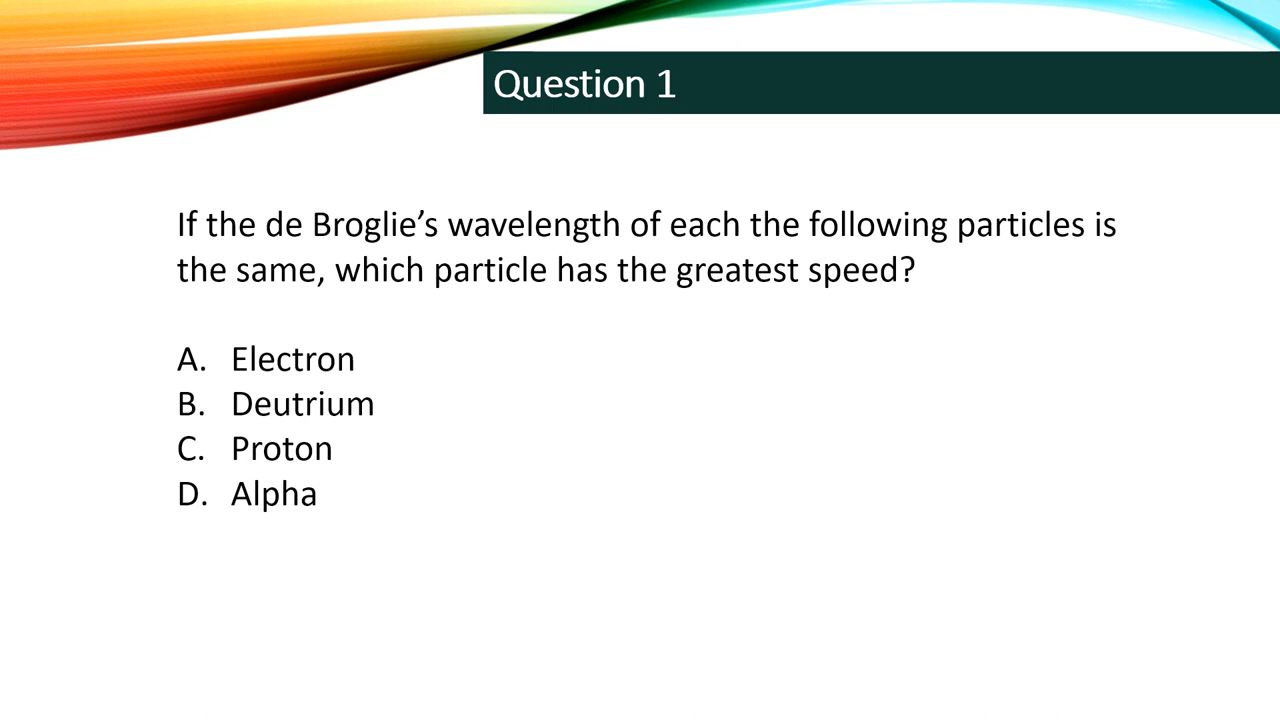 Question 1
If the de Broglie’s wavelength of each the following particles is
the same, which particle has the greatest speed?
A. Electron
B. Deutrium
C. Proton
D. Alpha